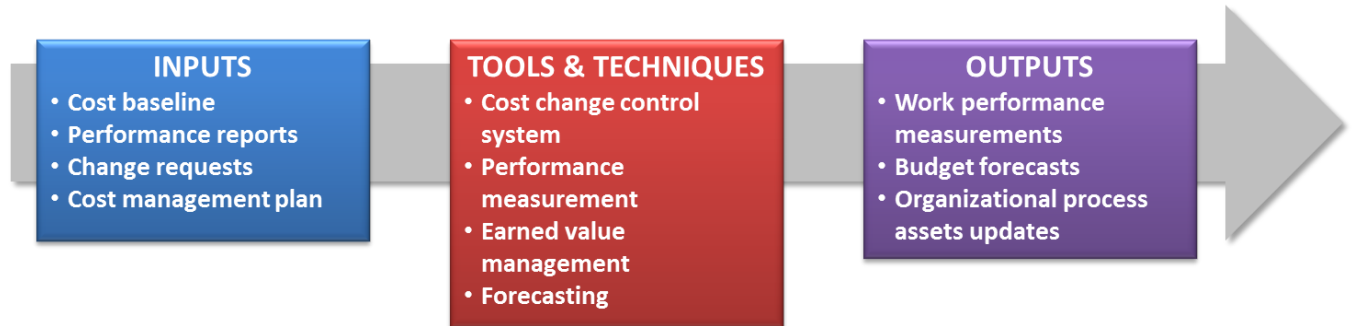 INPUTS
• Cost baseline
• Performance reports
• Change requests
• Cost management plan
TOOLS & TECHNIQUES
• Cost change control
system
• Performance
measurement
• Earned value
management
• Forecasting
OUTPUTS
• Work performance
measurements
• Budget forecasts
• Organizational process
assets updates